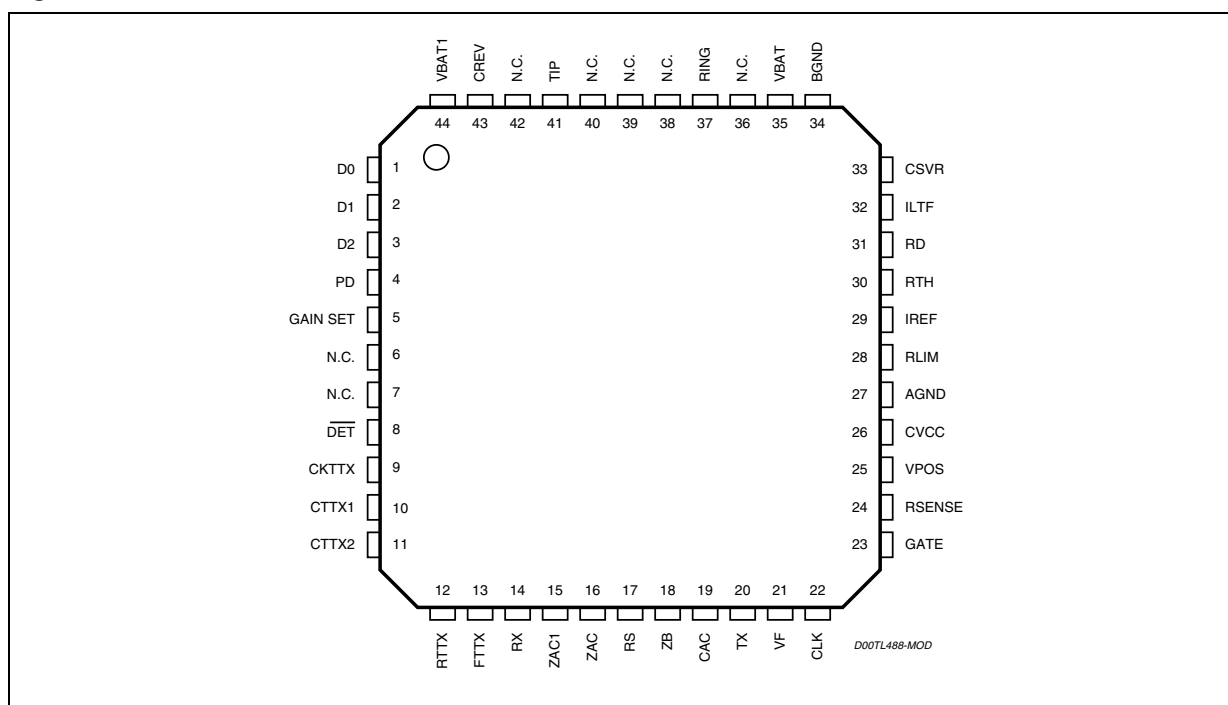 VBAT1 CREV N.C. TIP N.C. N.C. N.C. RING N.C. VBAT BGND
44 43 42 41 40 39 38 37 36 35 34
D0 1 33 CSVR
D1 2 32 ILTF
D2 3 31 RD
PD 4 30 RTH
GAIN SET 5 29 IREF
N.C. 6 28 RLIM
N.C. 7 27 AGND
DET 8 26 CVCC
CKTTX 9 25 VPOS
CTTX1 10 24 RSENSE
CTTX2 11 23 GATE
12 13 14 15 16 17 18 19 20 21 22
RTTX FTTX RX ZAC1 ZAC RS ZB CAC TX VF CLK
D00TL488-MOD